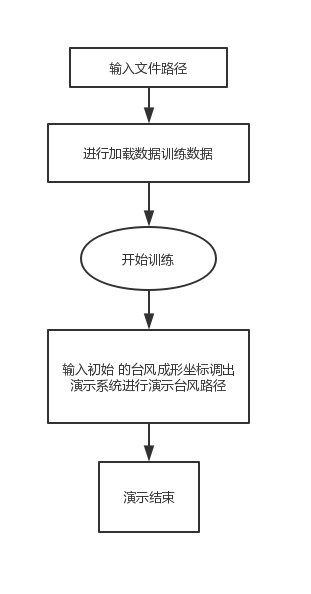 输入文件路径
进行加载数据训练数据
开始训练
输入初始 的台风成形坐标调出
演示系统进行演示台风路径
演示结束